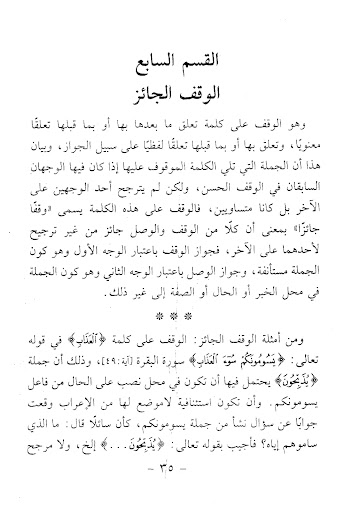 القسم السابع
الوقف الجائز
وهو الوقف على كلمة تعلق ما بعدها بها أو بما قبلها تعلقًا
معنويًا، وتعلق بها أو بما قبلها تعلقًا لفظيًا على سبيل الجواز، وبيان
هذا أن الجملة التي تلي الكلمة الموقوف عليها إذا كان فيها الوجهان
السابقان في الوقف الحسن، ولكن لم يترجح أحد الوجهين على
الآخر بل كانا متساويين، فالوقف على هذه الكلمة يسمى «وقفًا
جائزًا» بمعنى أن كلًا من الوقف والوصل جائز من غير ترجيح
لأحدهما على الآخر، فجواز الوقف باعتبار الوجه الأول وهو كون
الجملة مستأنفة، وجواز الوصل باعتبار الوجه الثاني وهو كون الجملة
في محل الخبر أو الحال أو الصفة إلى غير ذلك.
* * *
ومن أمثلة الوقف الجائز: الوقف على كلمة ﴿الْعَذَابِ﴾ في قوله
تعالى: ﴿يَسُومُونَكُمْ سُوٓءَ الْعَذَابِ﴾ سورة البقرة [آية:٤٩]، وذلك أن جملة
﴿يُذَبِّحُونَ﴾ يحتمل فيها أن تكون في محل نصب على الحال من فاعل
يسومونكم. وأن تكون استئنافية لاموضع لها من الإعراب وقعت
جوابًا عن سؤال نشأ من جملة يسومونكم، كأن سائلًا قال: ما الذي
ساموهم إياه؟ فأجيب بقوله تعالى: ﴿يُذَبِّحُونَ...﴾ إلخ، ولا مرجح
- ٣٥ -